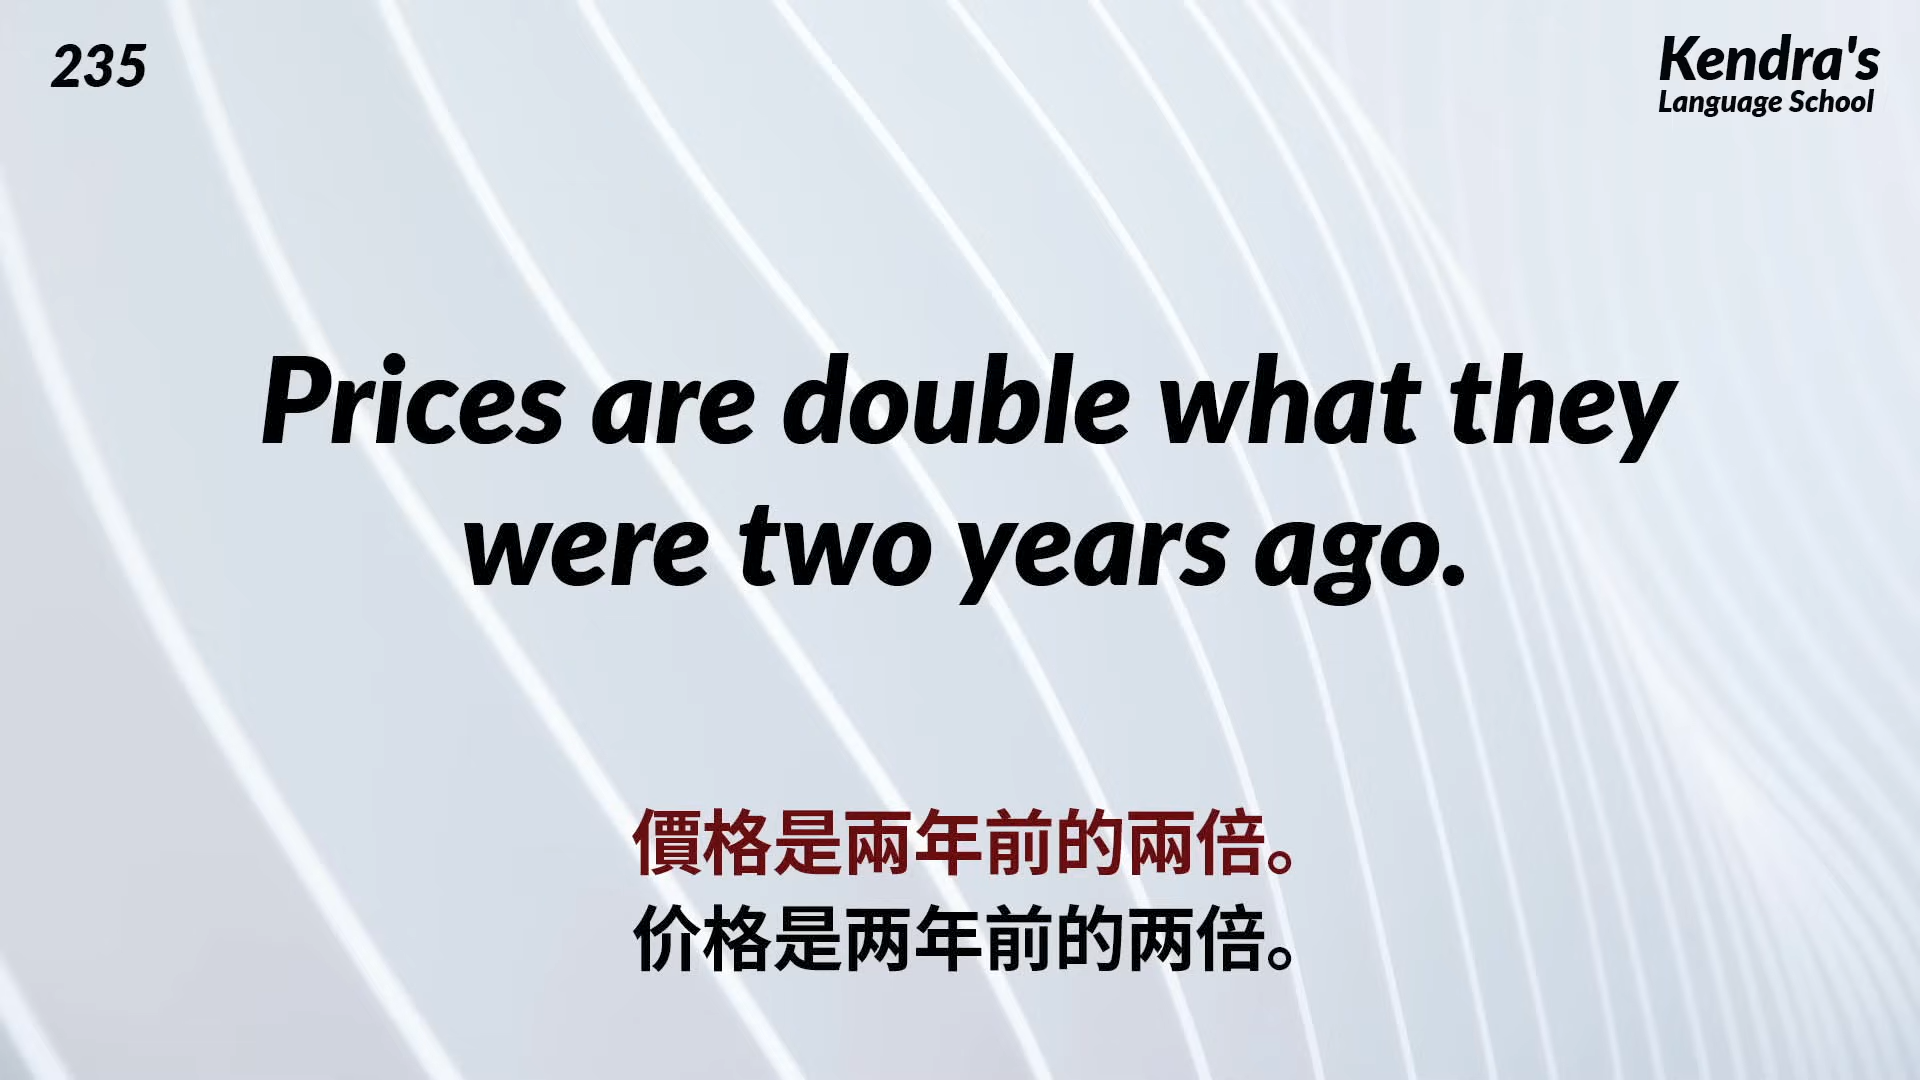 235
Kendra's
Language School
Prices are double what they
were two years ago.
價格是兩年前的兩倍。
价格是两年前的两倍。